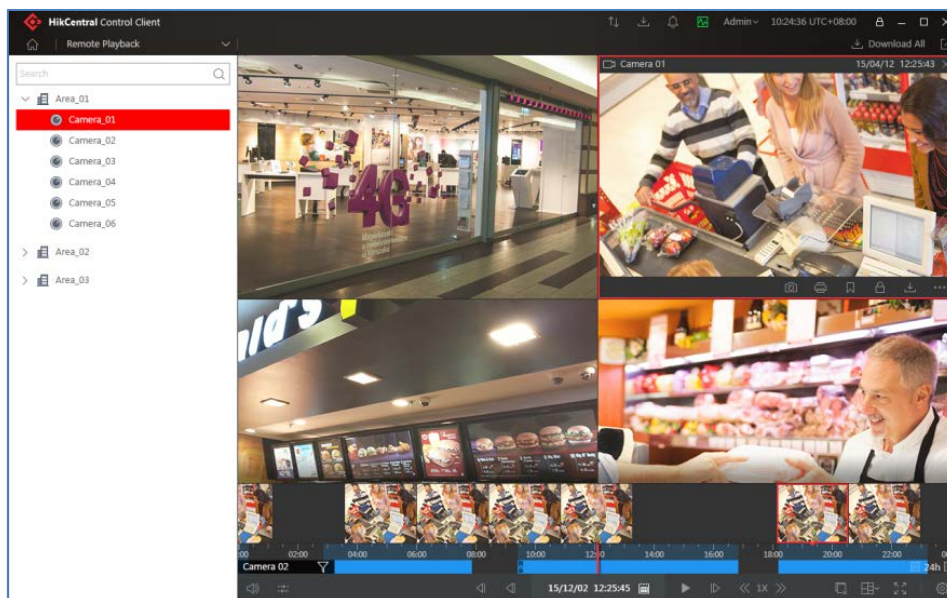 HikCentral Control Client
Admin
10:24:36 UTC+08:00
Remote Playback
Download All
Search
Area_01
Camera_01
Camera_02
Camera_03
Camera_04
Camera_05
Camera_06
Area_02
Area_03
4G
Camera 01
15/04/12 12:25:43
ld's
:00 02:00 04:00 06:00 08:00 10:00 12:00 14:00 16:00 18:00 20:00 22:00
Camera 02
24h
15/12/02 12:25:45
1X